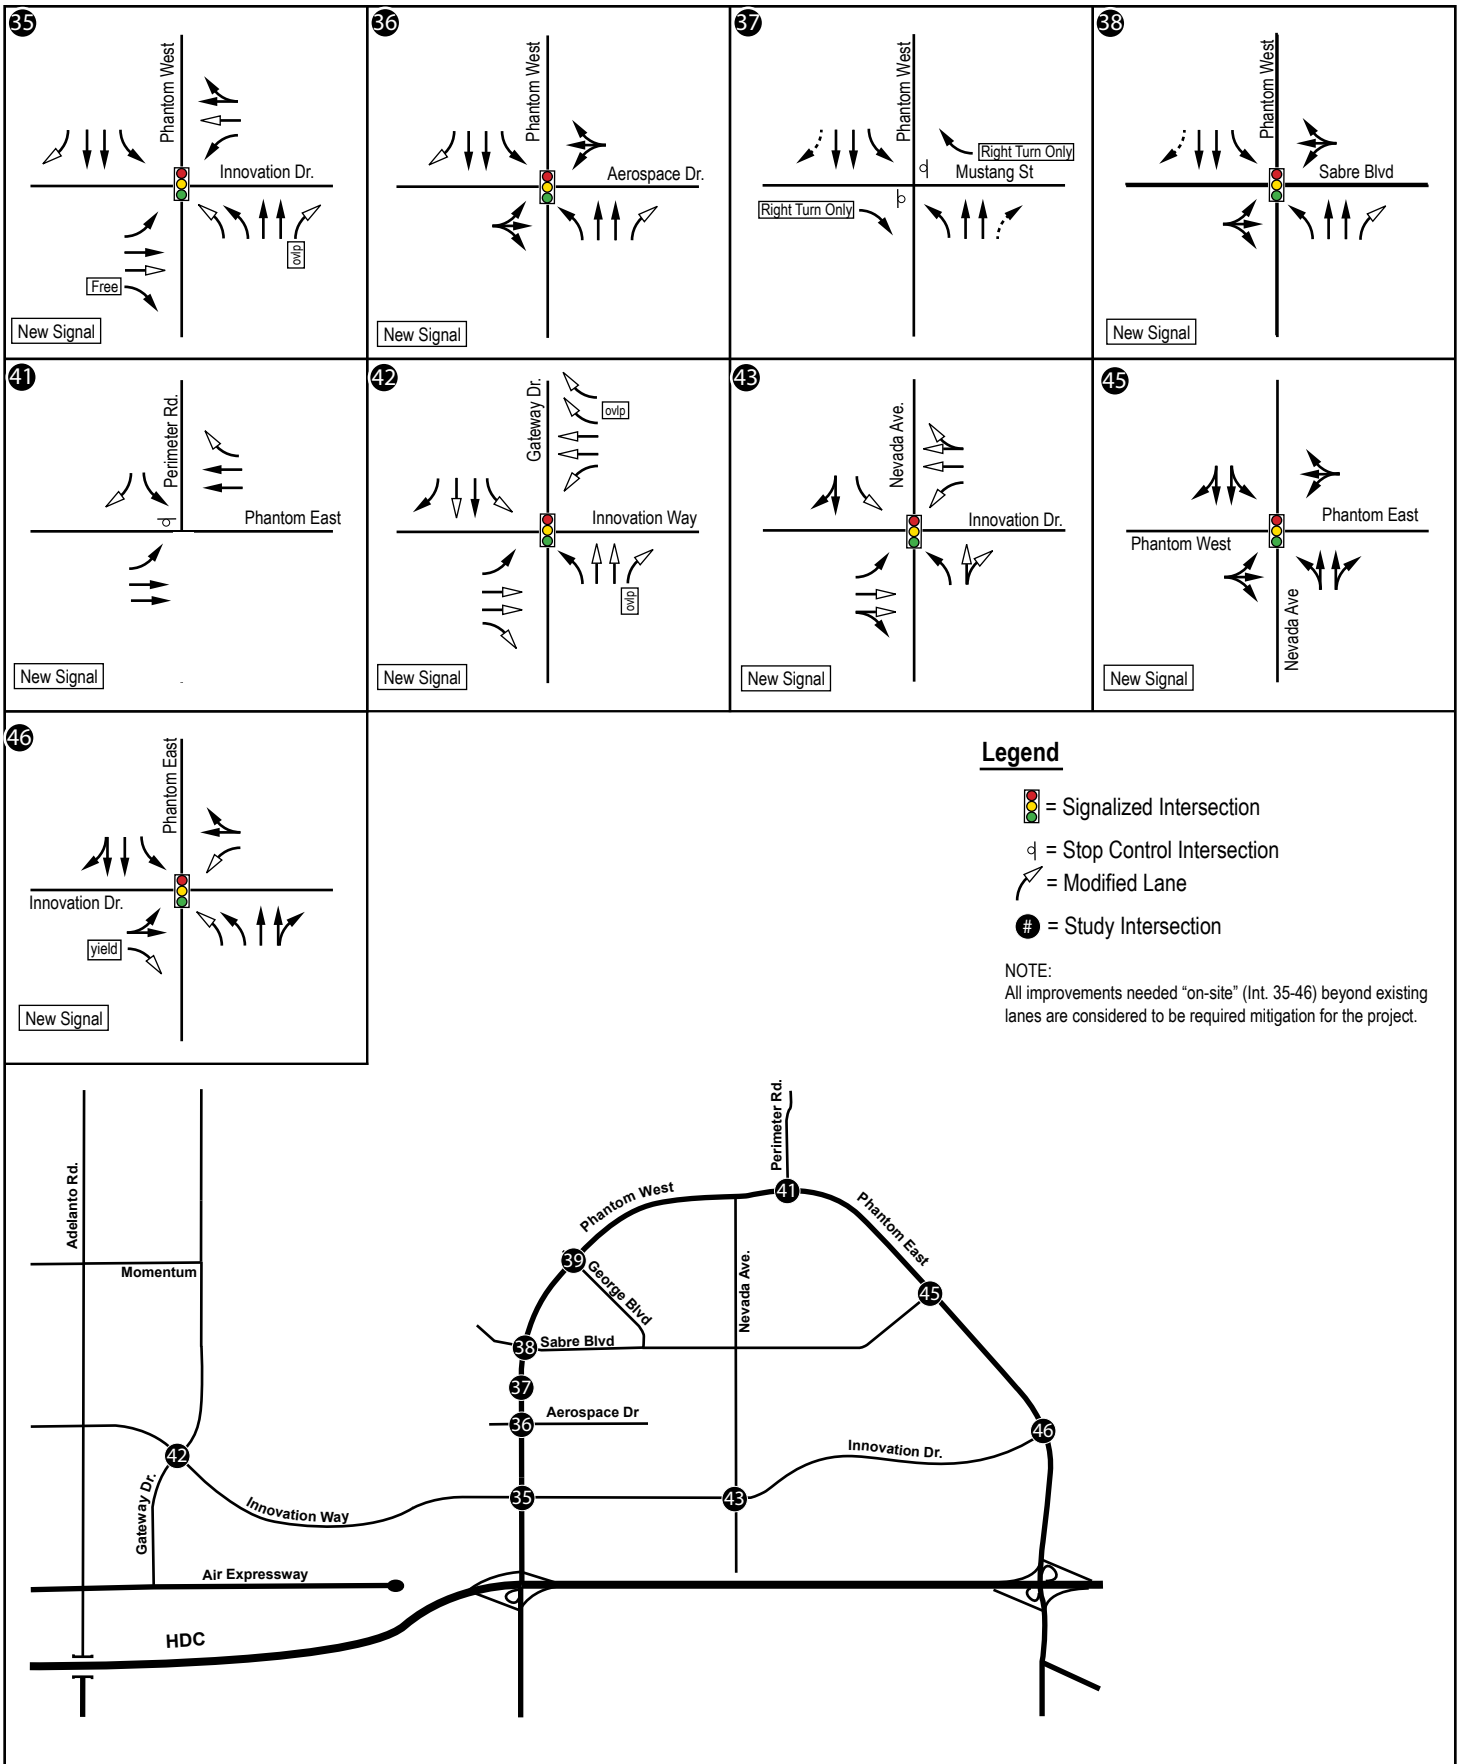 35
Phantom West
Innovation Dr.
ovlp
Free
New Signal
36
Phantom West
Aerospace Dr.
New Signal
37
Phantom West
Right Turn Only
Mustang St
Right Turn Only
38
Phantom West
Sabre Blvd
New Signal
41
Perimeter Rd.
Phantom East
New Signal
42
Gateway Dr.
ovlp
Innovation Way
ovlp
New Signal
43
Nevada Ave.
Innovation Dr.
New Signal
45
Phantom East
Phantom West
Nevada Ave
New Signal
46
Phantom East
Innovation Dr.
yield
New Signal
Legend
= Signalized Intersection
= Stop Control Intersection
= Modified Lane
# = Study Intersection
NOTE:
All improvements needed “on-site” (Int. 35-46) beyond existing
lanes are considered to be required mitigation for the project.
Adelanto Rd.
Momentum
Perimeter Rd.
41
Phantom West
Phantom East
39
George Blvd
Nevada Ave.
45
38
Sabre Blvd
37
36
Aerospace Dr
46
42
Innovation Dr.
Gateway Dr.
Innovation Way
35
43
Air Expressway
HDC